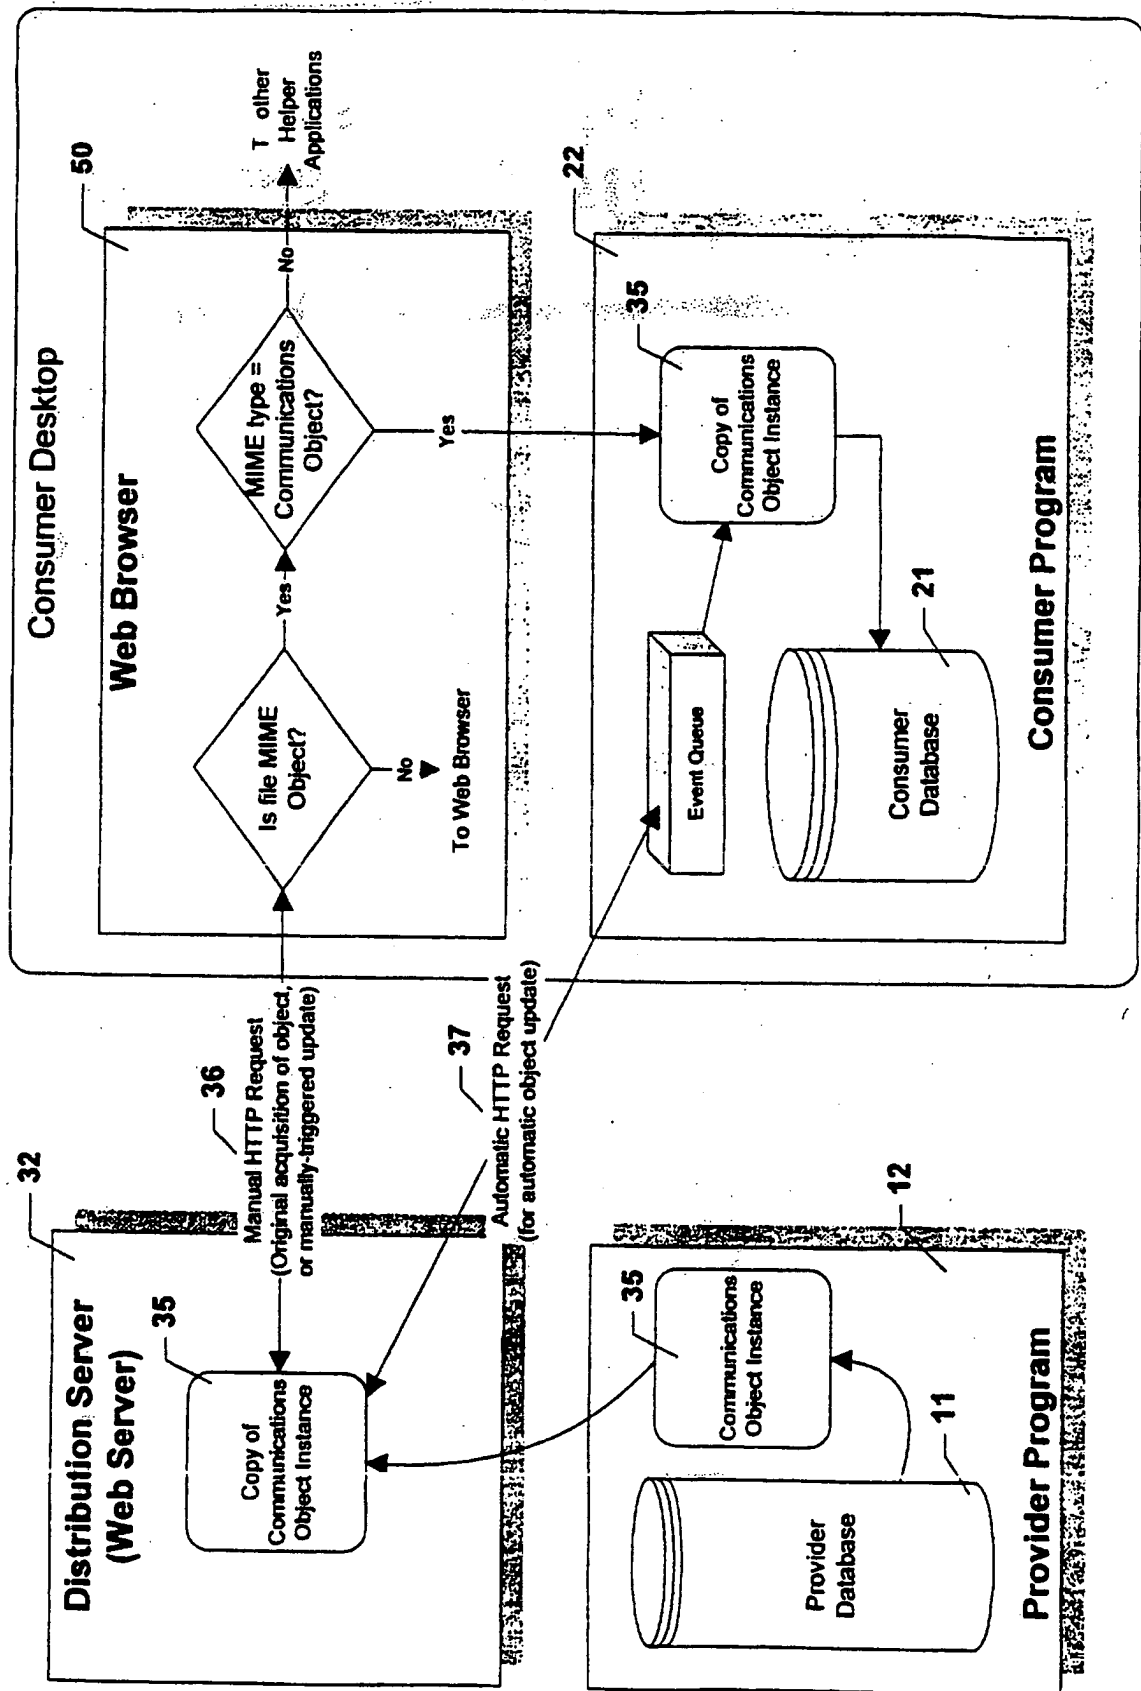 Consumer Desktop
Web Browser
50
Is file MIME
Object?
Yes
No
To Web Browser
MIME type =
Communications
Object?
No
Yes
T other
Helper
Applications
32
Distribution Server
(Web Server)
35
Copy of
Communications
Object Instance
36
Manual HTTP Request
(Original acquisition of object,
or manually-triggered update)
37
Automatic HTTP Request
(for automatic object update)
22
35
Copy of
Communications
Object Instance
Event Queue
21
Consumer
Database
Consumer Program
12
35
Communications
Object Instance
11
Provider
Database
Provider Program